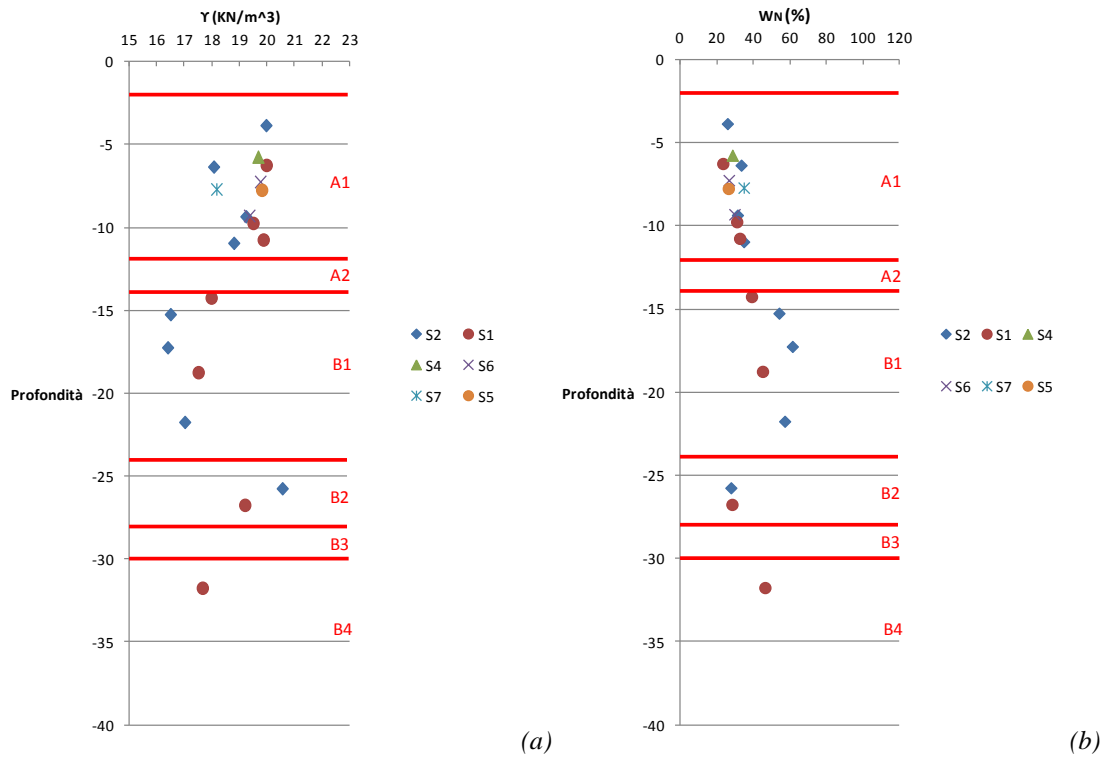 ϒ (KN/m^3)
15 16 17 18 19 20 21 22 23
0
-5
-10
-15
-20
-25
-30
-35
-40
Profondità
A1
A2
B1
B2
B3
B4
S2 S1
S4 S6
S7 S5
(a)
WN (%)
0 20 40 60 80 100 120
0
-5
-10
-15
-20
-25
-30
-35
-40
Profondità
A1
A2
B1
B2
B3
B4
S2 S1 S4
S6 S7 S5
(b)